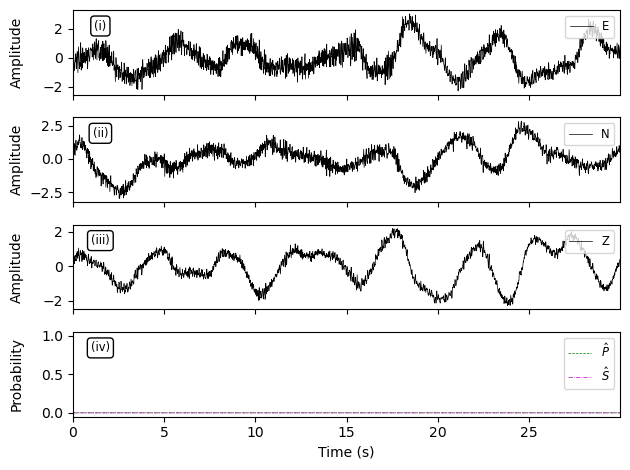 (i)
E
2
0
−2
Amplitude
(ii)
N
2.5
0.0
−2.5
Amplitude
(iii)
Z
2
0
−2
Amplitude
(iv)
P̂
Ŝ
1.0
0.5
0.0
Probability
0 5 10 15 20 25
Time (s)